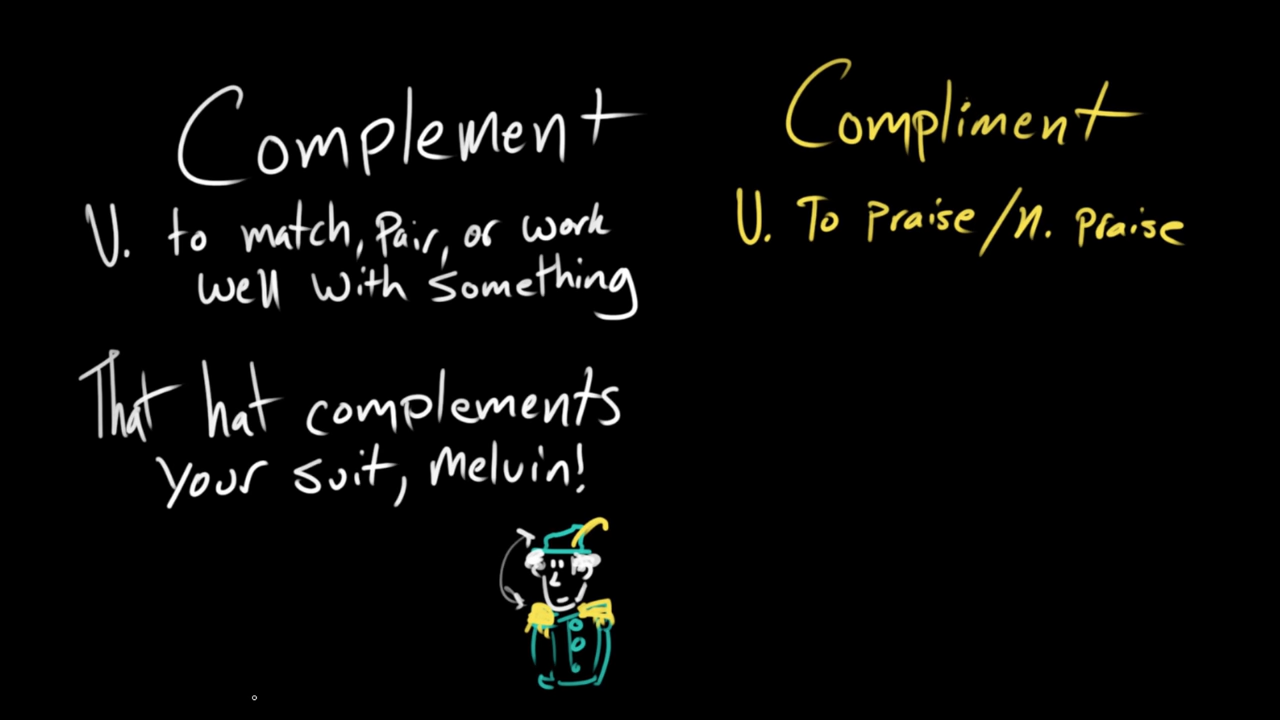 Complement
V. to match, pair, or work
well with something
That hat complements
your suit, Melvin!
Compliment
V. To praise/n. praise